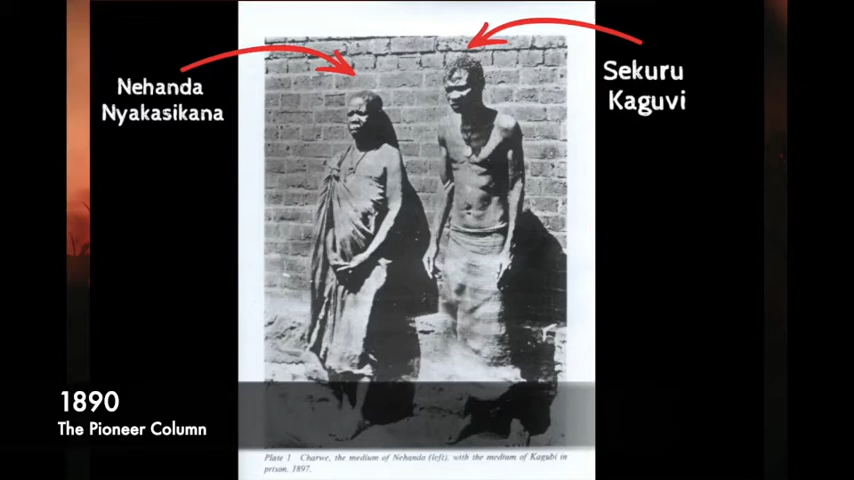 Nehanda
Nyakasikana
Sekuru
Kaguvi
1890
The Pioneer Column
Plate 1 Charwe, the medium of Nehanda (left), with the medium of Kagubi in
prison, 1897.